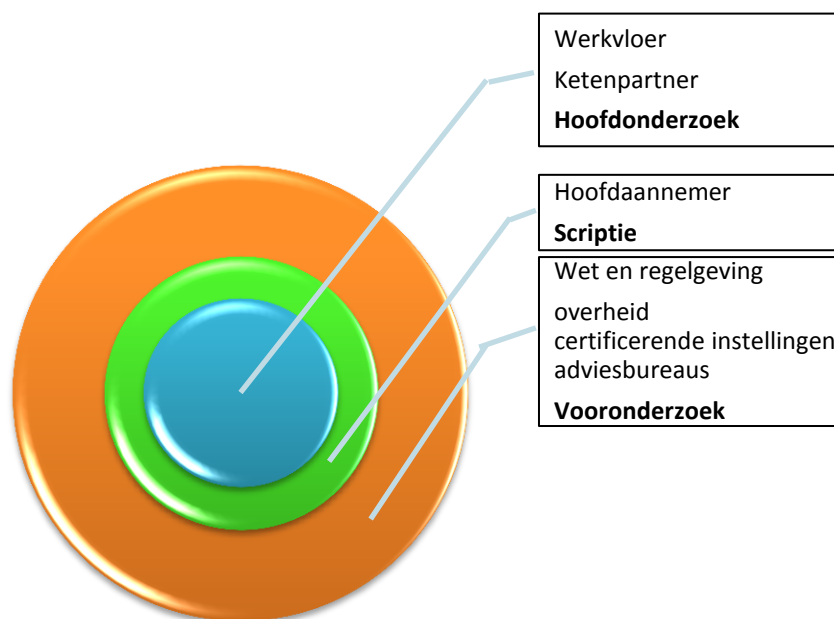 Werkvloer
Ketenpartner
Hoofdonderzoek
Hoofdaannemer
Scriptie
Wet en regelgeving
overheid
certificerende instellingen
adviesbureaus
Vooronderzoek